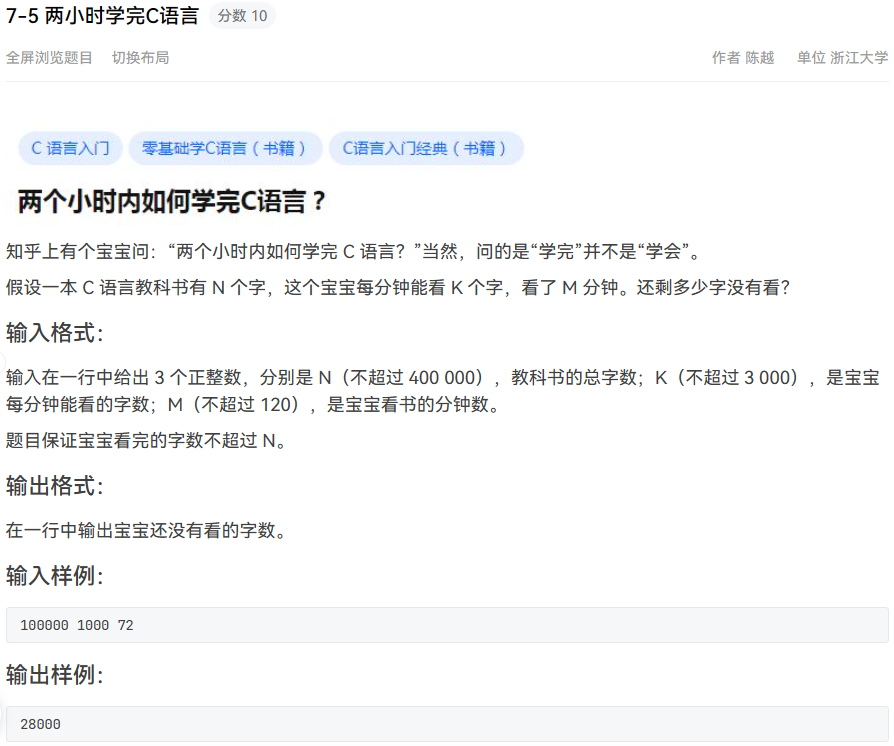 7-5 两小时学完C语言 分数 10
全屏浏览题目 切换布局 作者 陈越 单位 浙江大学
C 语言入门 零基础学C语言（书籍） C语言入门经典（书籍）
两个小时内如何学完C语言？
知乎上有个宝宝问：“两个小时内如何学完 C 语言？”当然，问的是“学完”并不是“学会”。
假设一本 C 语言教科书有 N 个字，这个宝宝每分钟能看 K 个字，看了 M 分钟。还剩多少字没有看？
输入格式：
输入在一行中给出 3 个正整数，分别是 N（不超过 400 000），教科书的总字数；K（不超过 3 000），是宝宝
每分钟能看的字数；M（不超过 120），是宝宝看书的分钟数。
题目保证宝宝看完的字数不超过 N。
输出格式：
在一行中输出宝宝还没有看的字数。
输入样例：
100000 1000 72
输出样例：
28000